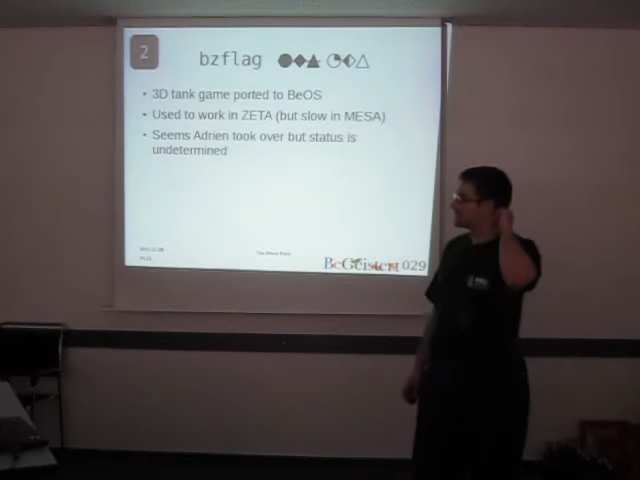 2
bzflag
• 3D tank game ported to BeOS
• Used to work in ZETA (but slow in MESA)
• Seems Adrien took over but status is
undetermined
BeGeistert 029